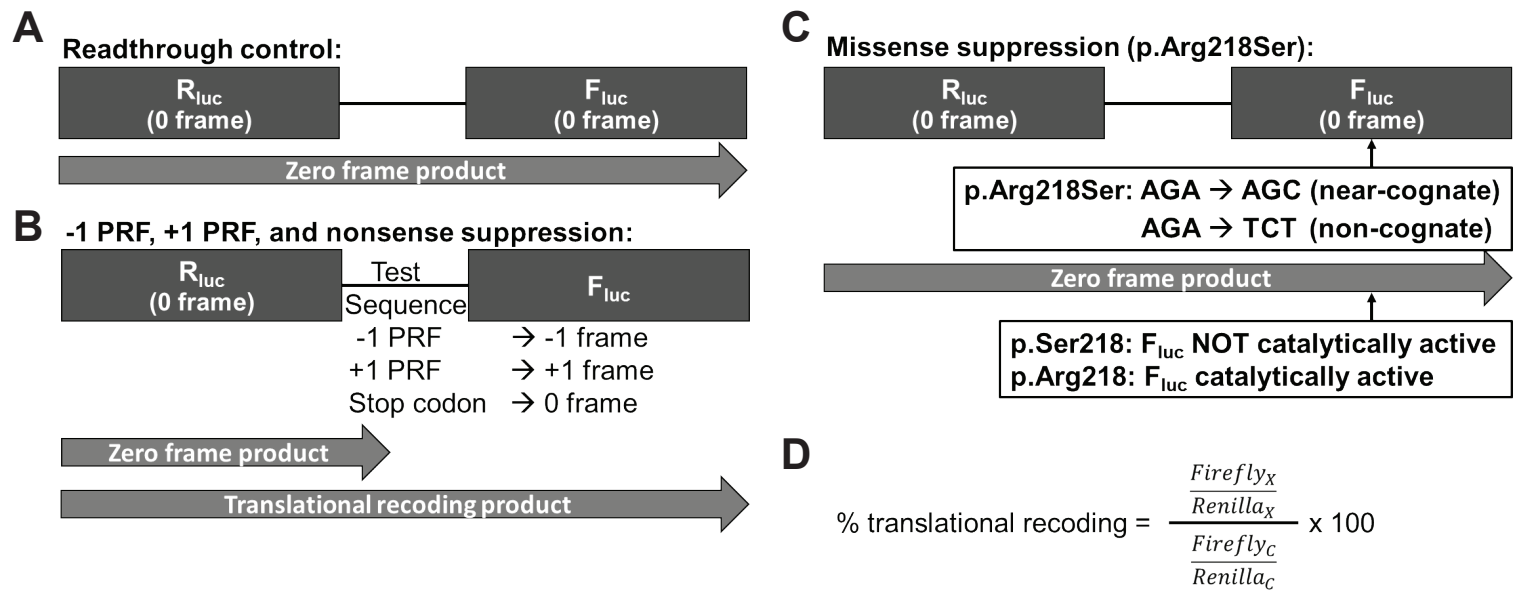 A
Readthrough control:
Rluc
(0 frame)
Fluc
(0 frame)
Zero frame product
B
-1 PRF, +1 PRF, and nonsense suppression:
Rluc
(0 frame)
Test
Sequence
Fluc
-1 PRF → -1 frame
+1 PRF → +1 frame
Stop codon → 0 frame
Zero frame product
Translational recoding product
C
Missense suppression (p.Arg218Ser):
Rluc
(0 frame)
Fluc
(0 frame)
p.Arg218Ser: AGA → AGC (near-cognate)
AGA → TCT (non-cognate)
Zero frame product
p.Ser218: Fluc NOT catalytically active
p.Arg218: Fluc catalytically active
D
FireflyX
RenillaX
% translational recoding = x 100
FireflyC
RenillaC